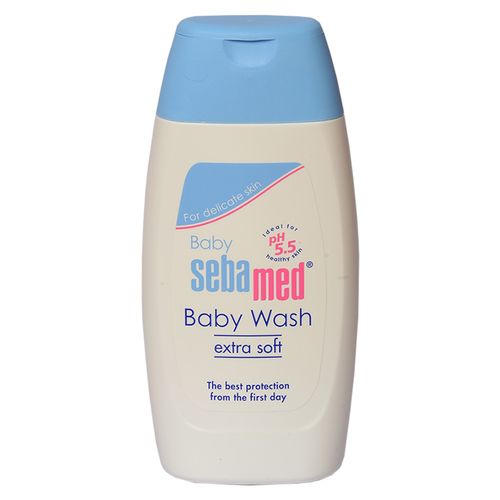 For delicate skin
Ideal for
pH
5.5
healthy skin
Baby
sebamed®
Baby Wash
extra soft
The best protection
from the first day